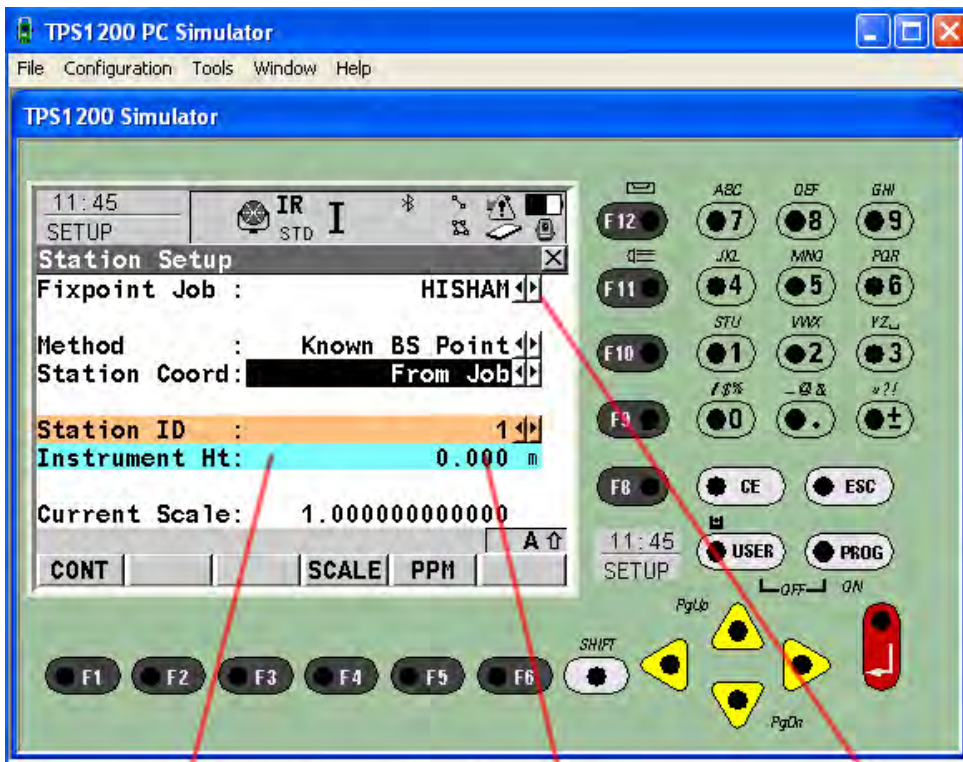 TPS1200 PC Simulator
File Configuration Tools Window Help
TPS1200 Simulator
11:45
SETUP
IR
STD I
Station Setup
Fixpoint Job : HISHAM
Method : Known BS Point
Station Coord: From Job
Station ID : 1
Instrument Ht: 0.000 m
Current Scale: 1.000000000000
A
CONT SCALE PPM
F12
ABC DEF GHI
7 8 9
F11
JKL MNO PQR
4 5 6
F10
STU VWX YZ
1 2 3
F9
/$% _@& *?!
0 . ±
F8 CE ESC
11:45
SETUP
USER PROG
OFF ON
PgUp
SHIFT
F1 F2 F3 F4 F5 F6
PgDn